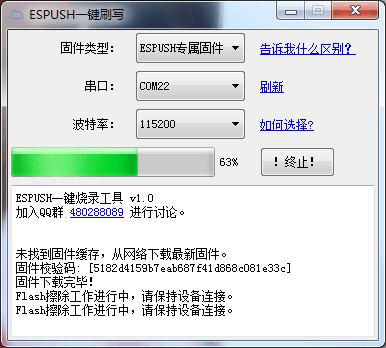 ESPUSH一键刷写
固件类型: ESPUSH专属固件 告诉我什么区别?
串口: COM22 刷新
波特率: 115200 如何选择?
63% !终止!
ESPUSH一键烧录工具 v1.0
加入QQ群 480288089 进行讨论。
未找到固件缓存,从网络下载最新固件。
固件校验码: [5182d4159b7eab687f41d868c081e33c]
固件下载完毕!
Flash擦除工作进行中,请保持设备连接。
Flash擦除工作进行中,请保持设备连接。